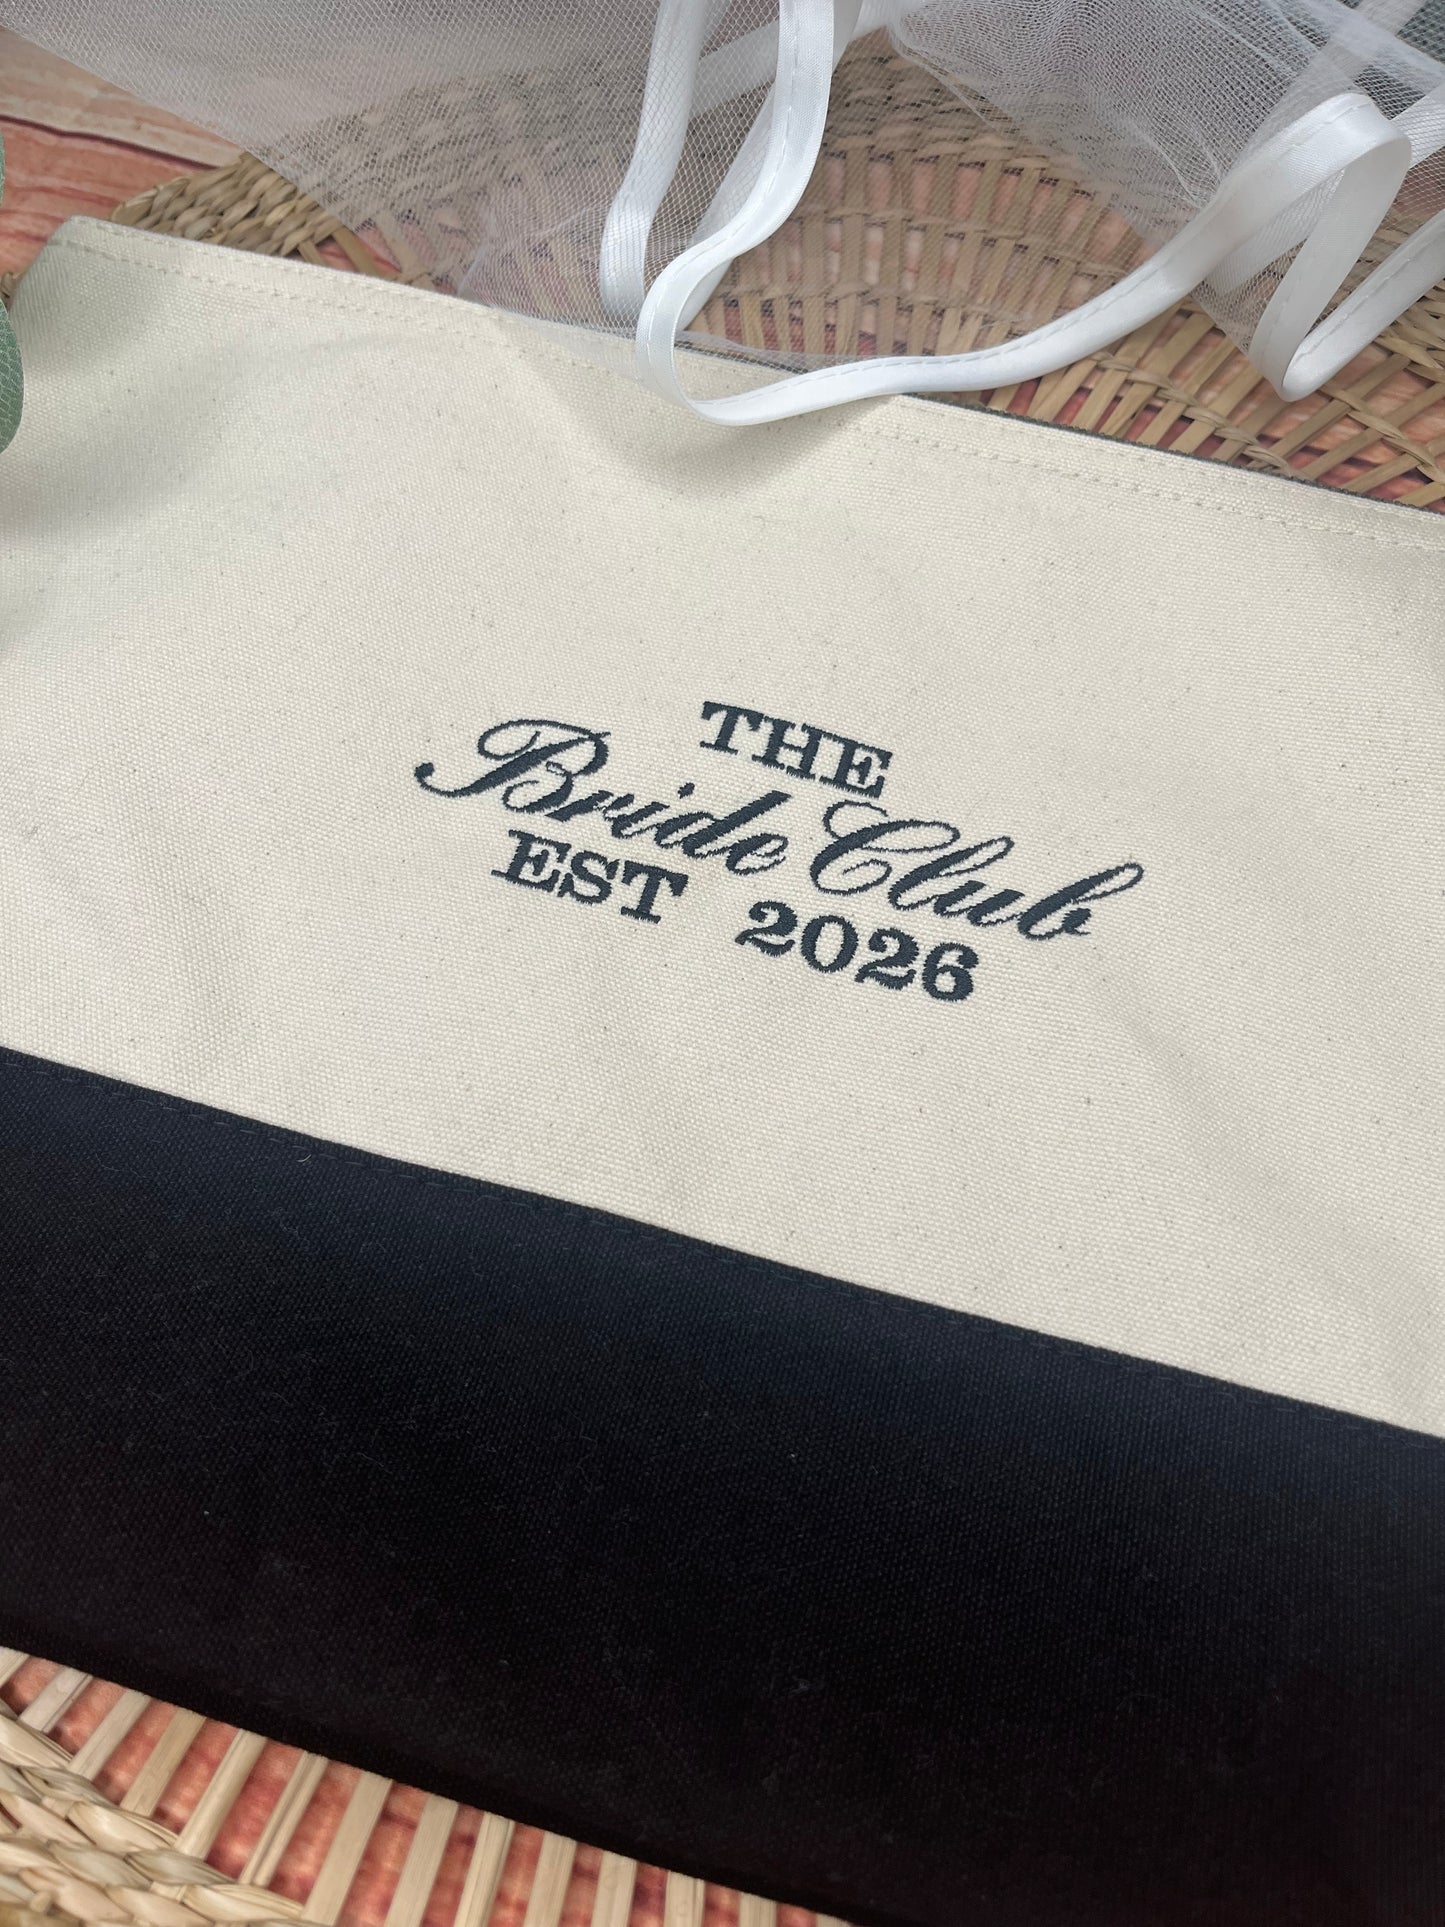 THE
Bride Club
EST 2026